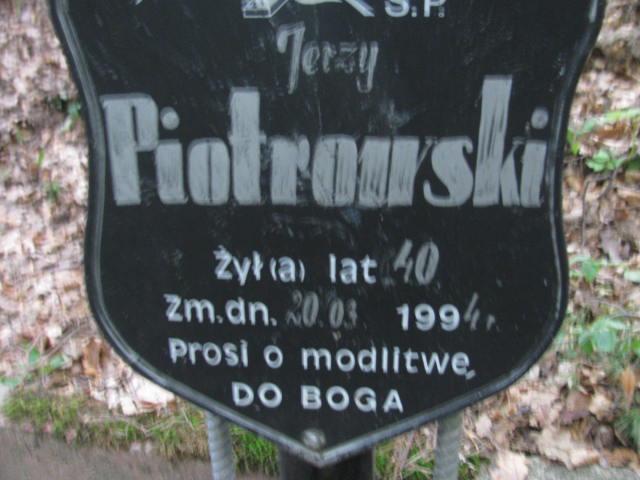 Ś.P.
Jerzy
Piotrowski
żył(a) lat 40
zm.dn. 20.03 1994r.
prosi o modlitwę
DO BOGA